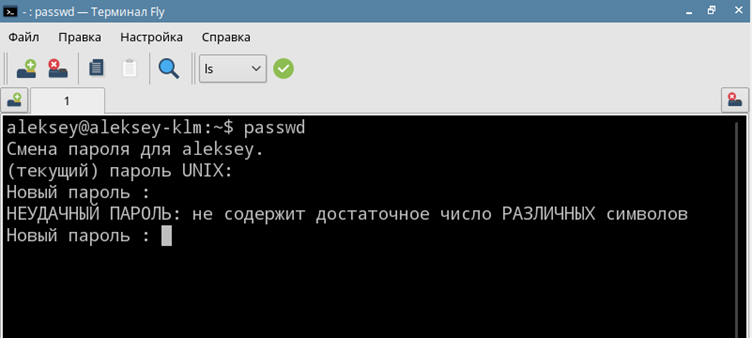 - : passwd — Терминал Fly
Файл Правка Настройка Справка
ls
1
aleksey@aleksey-klm:~$ passwd
Смена пароля для aleksey.
(текущий) пароль UNIX:
Новый пароль :
НЕУДАЧНЫЙ ПАРОЛЬ: не содержит достаточное число РАЗЛИЧНЫХ символов
Новый пароль :